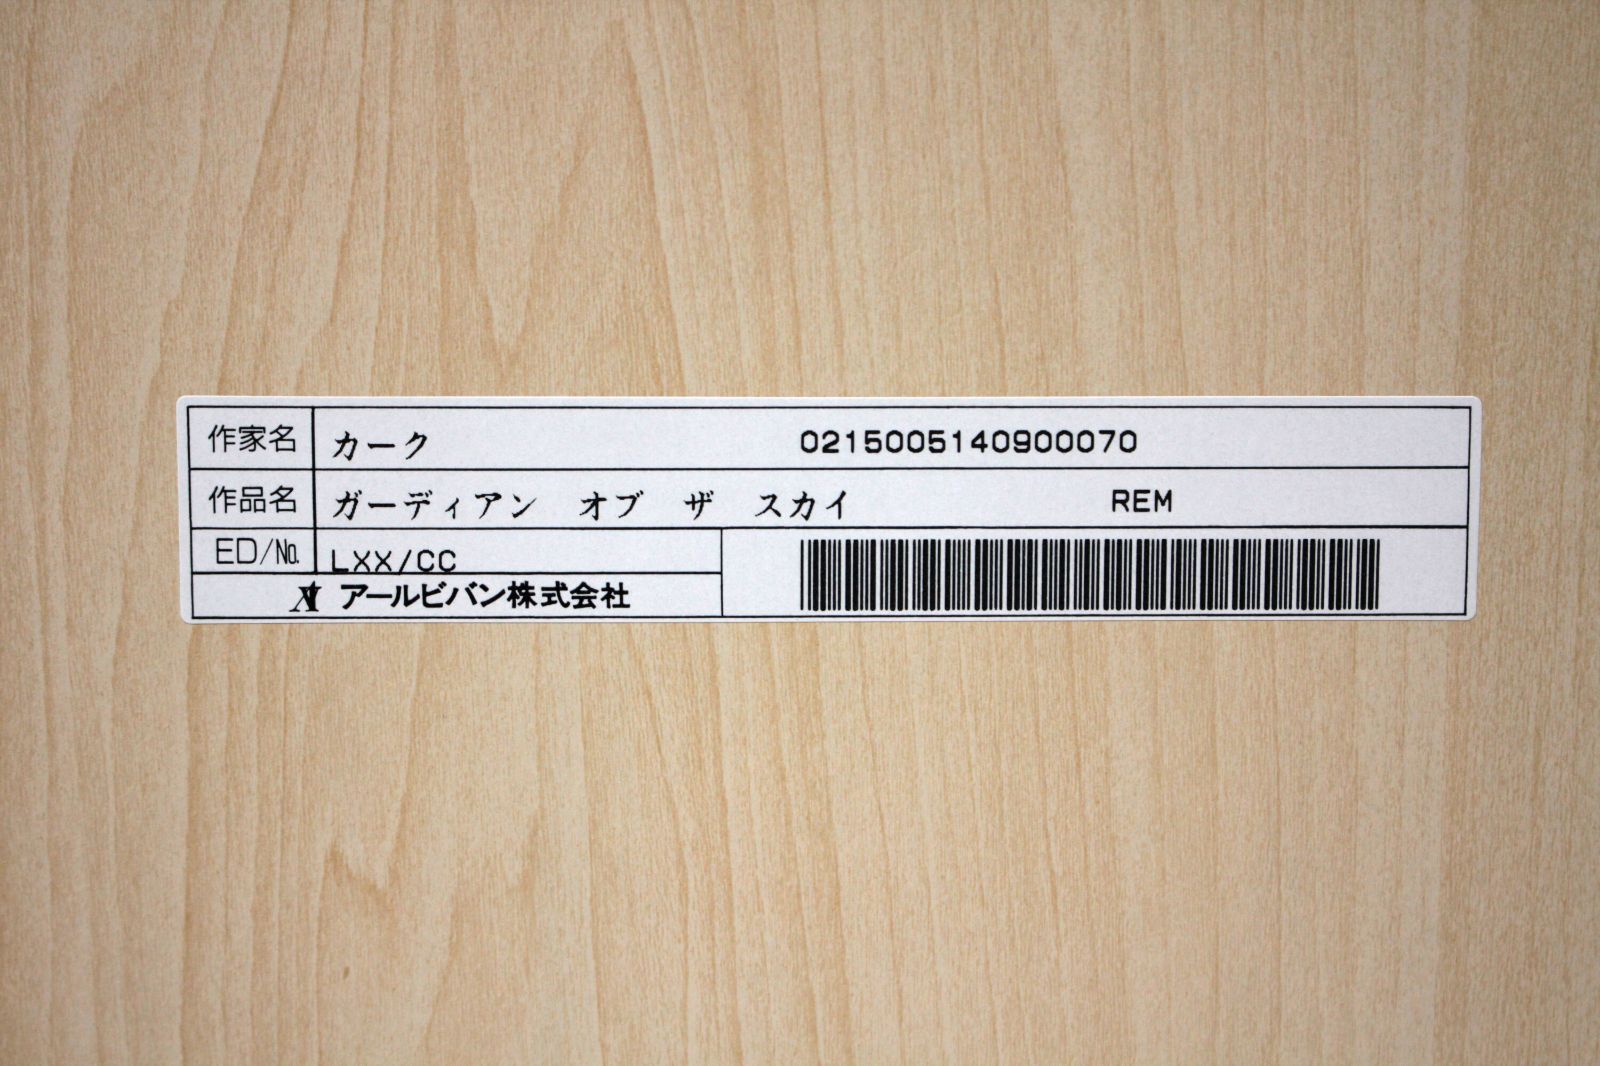 作家名 カーク 0215005140900070
作品名 ガーディアン オブ ザ スカイ REM
ED/No. LXX/CC
アールビバン株式会社